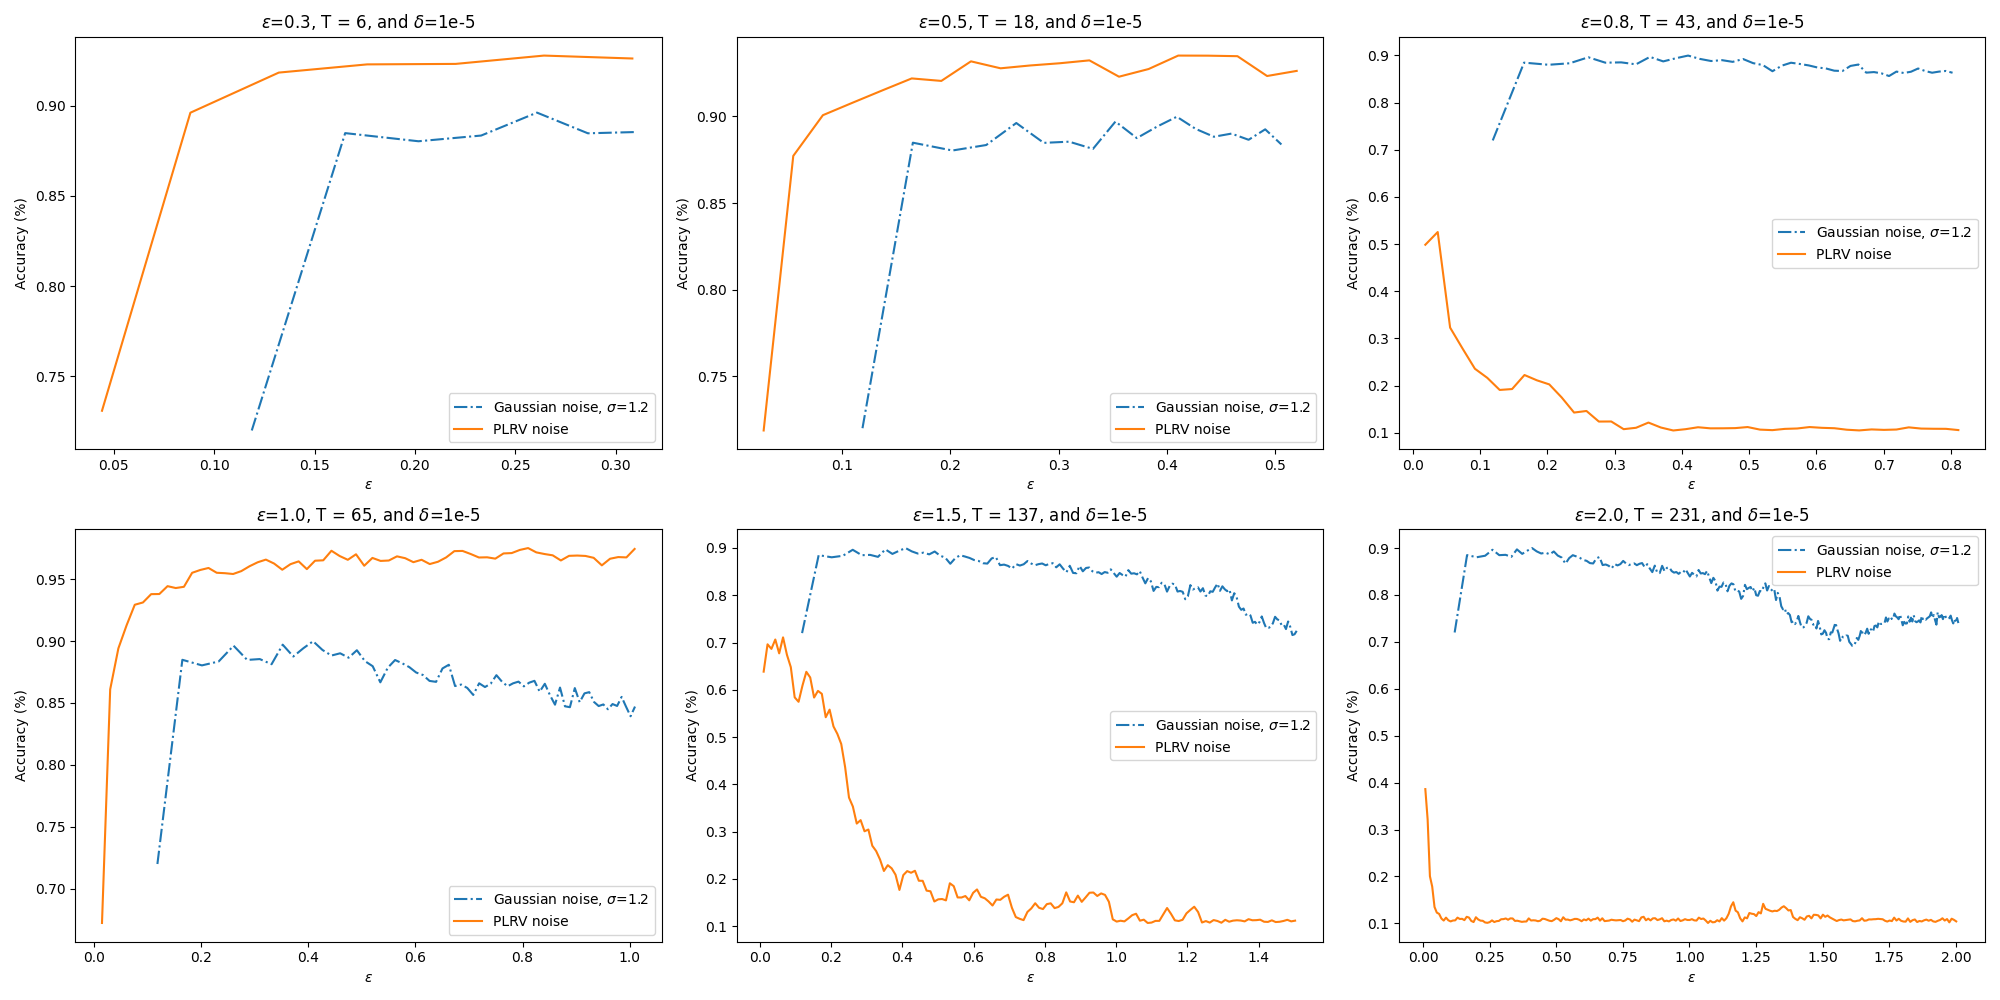 ε=0.3, T = 6, and δ=1e-5
Accuracy (%)
0.90
0.85
0.80
0.75
Gaussian noise, σ=1.2
PLRV noise
0.05 0.10 0.15 0.20 0.25 0.30
ε
ε=0.5, T = 18, and δ=1e-5
Accuracy (%)
0.90
0.85
0.80
0.75
Gaussian noise, σ=1.2
PLRV noise
0.1 0.2 0.3 0.4 0.5
ε
ε=0.8, T = 43, and δ=1e-5
Accuracy (%)
0.9
0.8
0.7
0.6
0.5
0.4
0.3
0.2
0.1
Gaussian noise, σ=1.2
PLRV noise
0.0 0.1 0.2 0.3 0.4 0.5 0.6 0.7 0.8
ε
ε=1.0, T = 65, and δ=1e-5
Accuracy (%)
0.95
0.90
0.85
0.80
0.75
0.70
Gaussian noise, σ=1.2
PLRV noise
0.0 0.2 0.4 0.6 0.8 1.0
ε
ε=1.5, T = 137, and δ=1e-5
Accuracy (%)
0.9
0.8
0.7
0.6
0.5
0.4
0.3
0.2
0.1
Gaussian noise, σ=1.2
PLRV noise
0.0 0.2 0.4 0.6 0.8 1.0 1.2 1.4
ε
ε=2.0, T = 231, and δ=1e-5
Accuracy (%)
0.9
0.8
0.7
0.6
0.5
0.4
0.3
0.2
0.1
Gaussian noise, σ=1.2
PLRV noise
0.00 0.25 0.50 0.75 1.00 1.25 1.50 1.75 2.00
ε